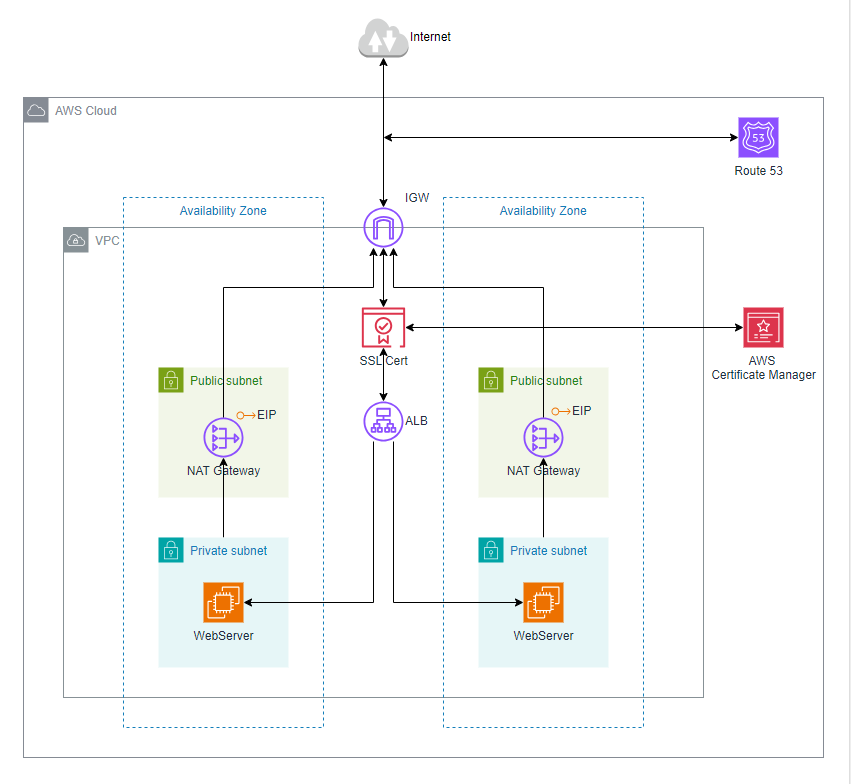 Internet
AWS Cloud
53
Route 53
IGW
Availability Zone
Availability Zone
VPC
SSL Cert
AWS
Certificate Manager
Public subnet
Public subnet
EIP
EIP
ALB
NAT Gateway
NAT Gateway
Private subnet
Private subnet
WebServer
WebServer